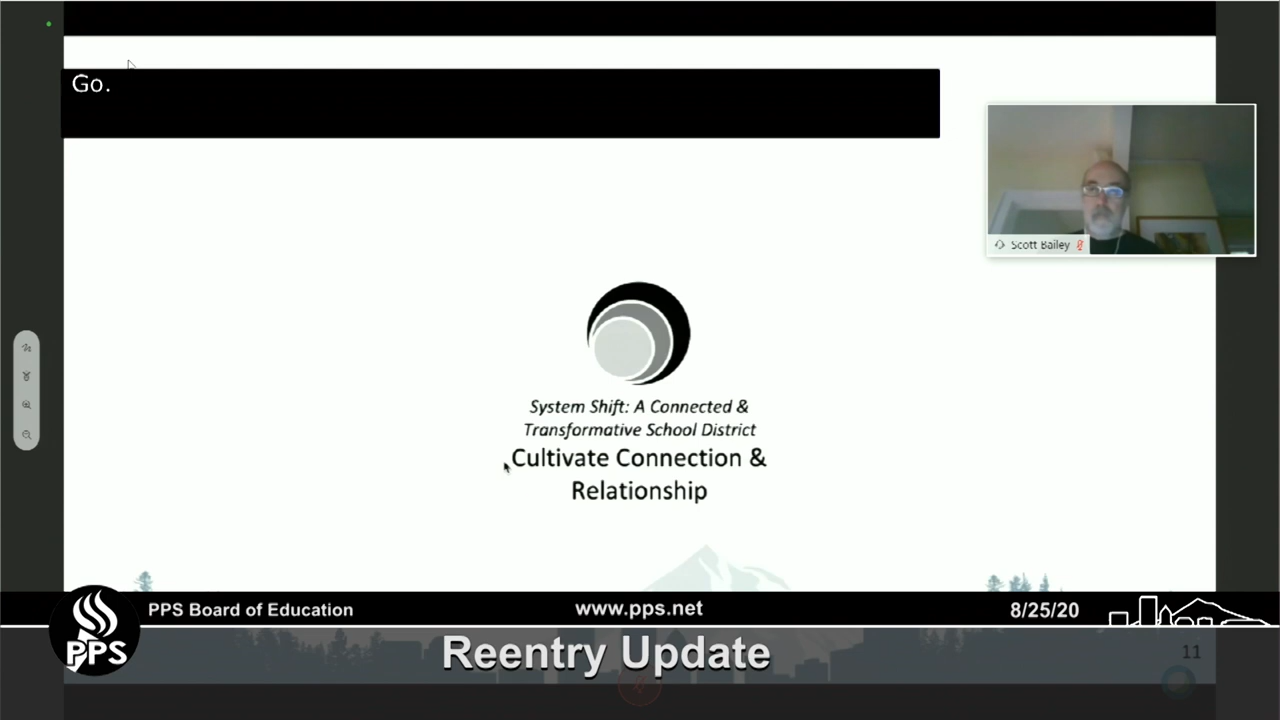 Go.
Scott Bailey
System Shift: A Connected &
Transformative School District
Cultivate Connection &
Relationship
PPS Board of Education
www.pps.net
8/25/20
PPS
Reentry Update
11